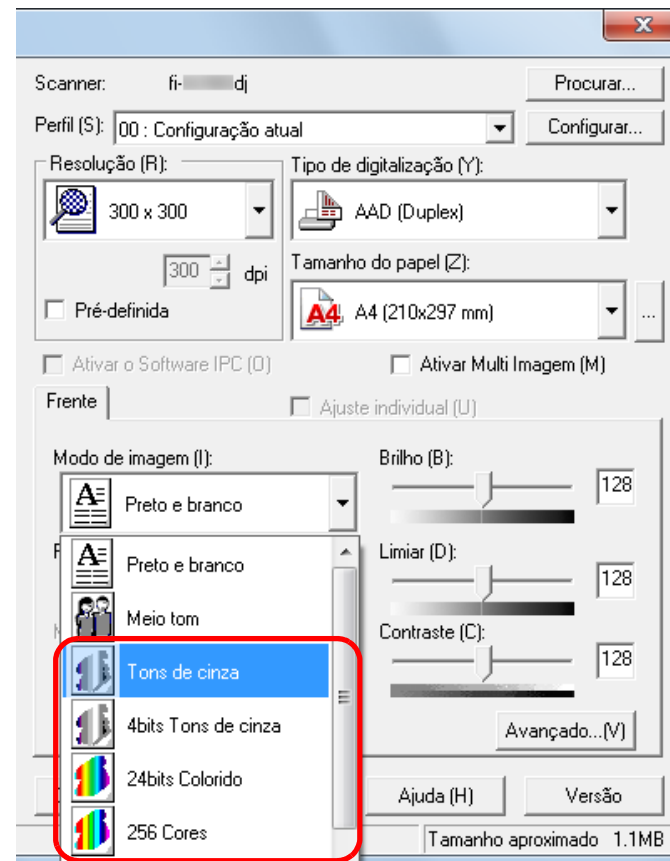 Scanner: fi- dj Procurar...
Perfil (S): 00 : Configuração atual Configurar...
Resolução (R): Tipo de digitalização (Y):
300 x 300 AAD (Duplex)
300 dpi Tamanho do papel (Z):
Pré-definida A4 A4 (210x297 mm) ...
Ativar o Software IPC (O) Ativar Multi Imagem (M)
Frente Ajuste individual (U)
Modo de imagem (I): Brilho (B):
A Preto e branco 128
A Preto e branco Limiar (D):
128
Meio tom Contraste (C):
Tons de cinza 128
4bits Tons de cinza Avançado...(V)
24bits Colorido Ajuda (H) Versão
256 Cores Tamanho aproximado 1.1MB